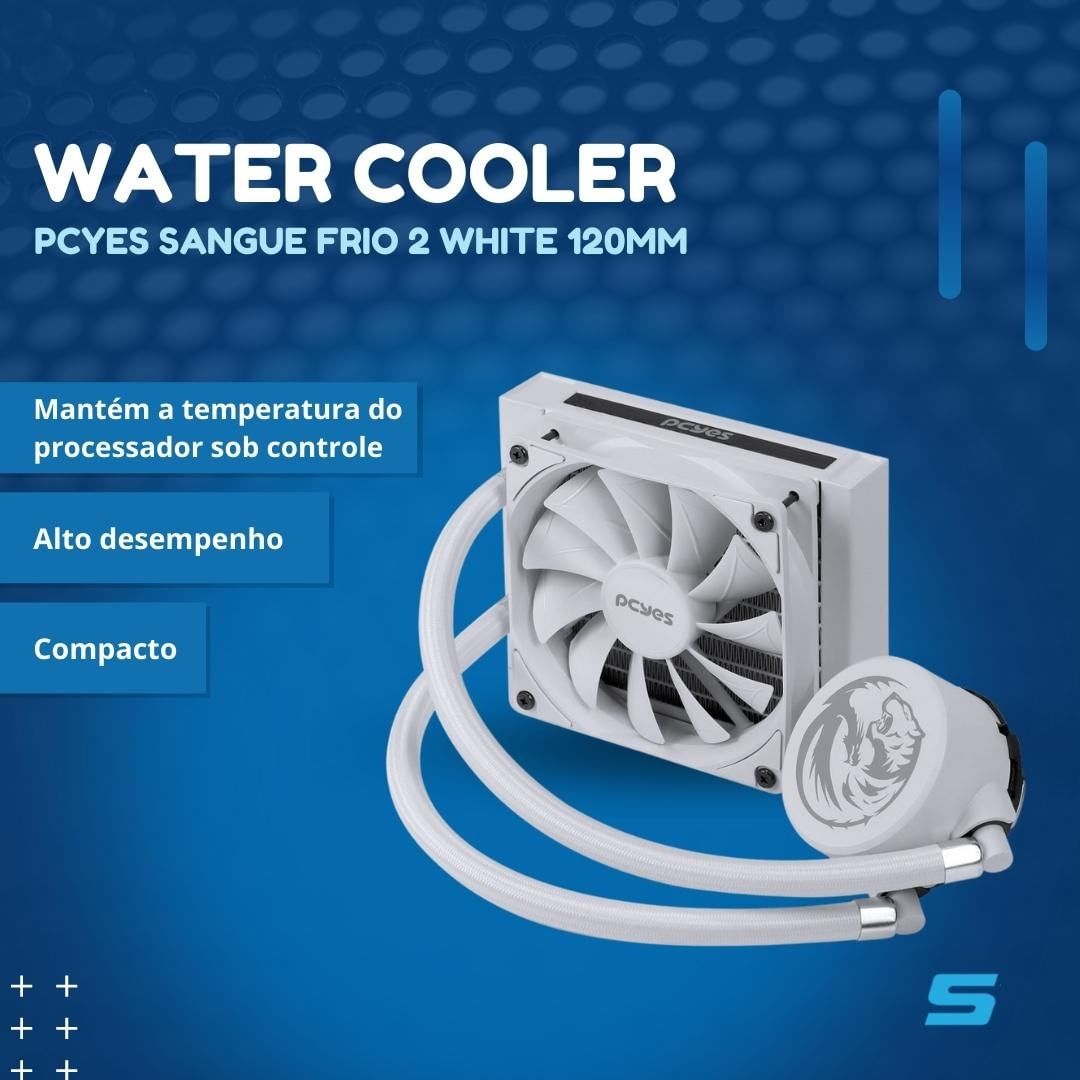 WATER COOLER
PCYES SANGUE FRIO 2 WHITE 120MM
Mantém a temperatura do
processador sob controle
Alto desempenho
Compacto
pcyes
pcyes
S